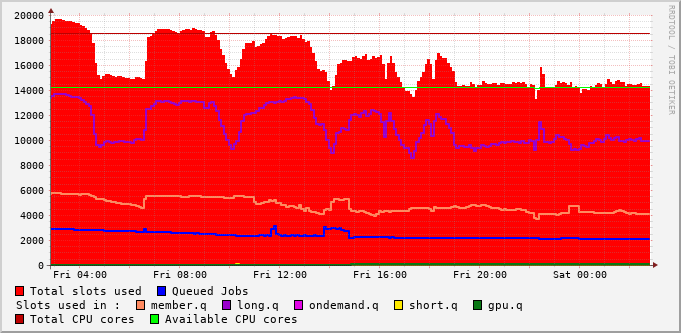 20000
18000
16000
14000
12000
10000
8000
6000
4000
2000
0
Fri 04:00 Fri 08:00 Fri 12:00 Fri 16:00 Fri 20:00 Sat 00:00
RRDTOOL / TOBI OETIKER
Total slots used Queued Jobs
Slots used in : member.q long.q ondemand.q short.q gpu.q
Total CPU cores Available CPU cores